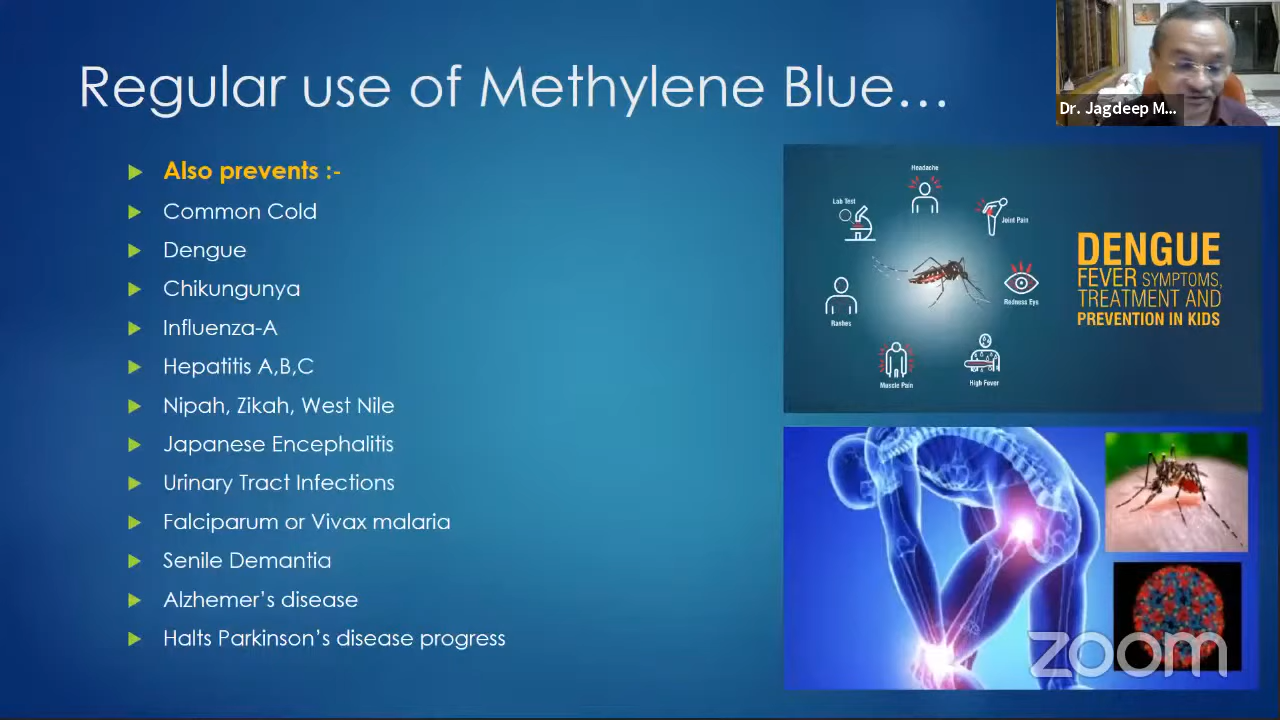 Regular use of Methylene Blue…
Dr. Jagdeep M...
Also prevents :-
Common Cold
Dengue
Chikungunya
Influenza-A
Hepatitis A,B,C
Nipah, Zikah, West Nile
Japanese Encephalitis
Urinary Tract Infections
Falciparum or Vivax malaria
Senile Demantia
Alzhemer’s disease
Halts Parkinson’s disease progress
Headache
Lab Test
Joint Pain
Redness Eye
Rashes
Muscle Pain
High Fever
DENGUE
FEVER SYMPTOMS,
TREATMENT AND
PREVENTION IN KIDS
zoom